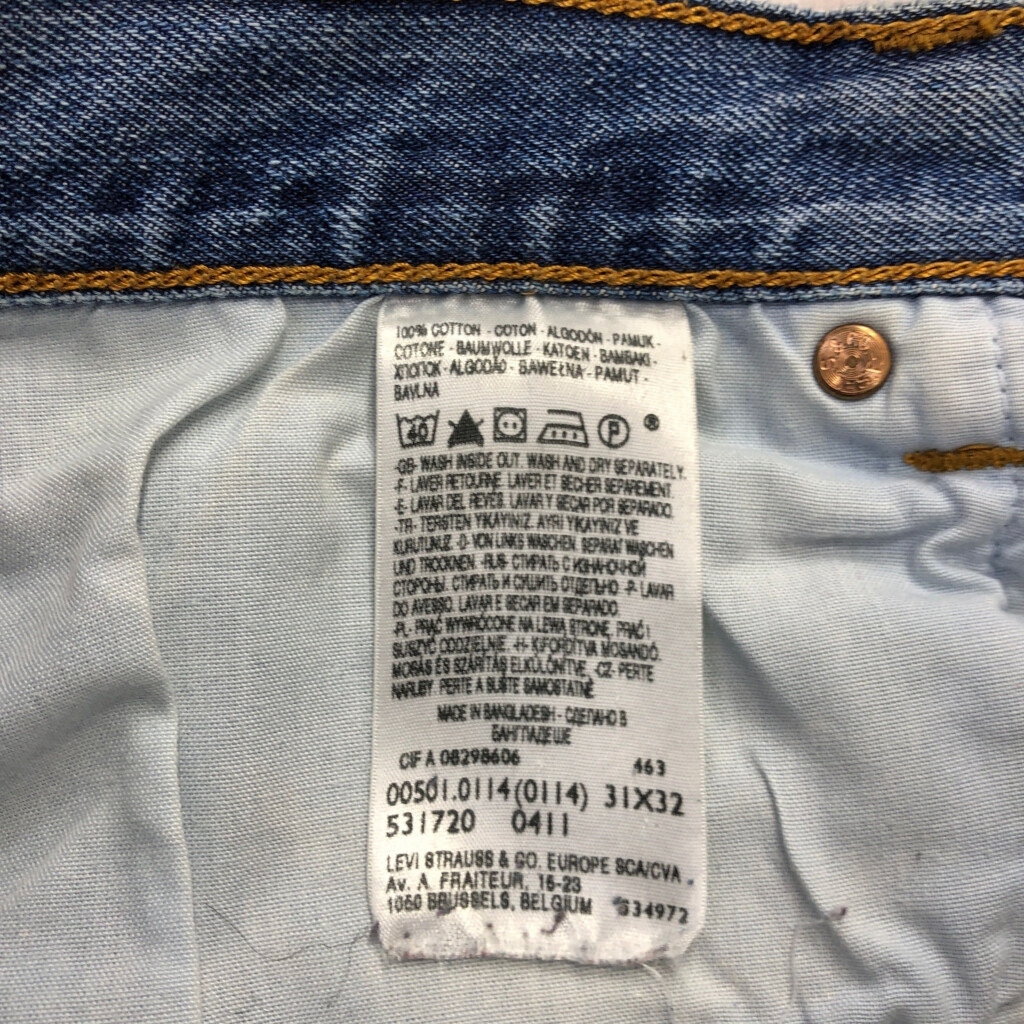 100% COTTON - COTON - ALGODÓN - PAMUK -
COTONE - BAUMWOLLE - KATOEN - BAMBAKI -
ХЛОПОК - ALGODÃO - BAWEŁNA - PAMUT -
BAVLNA
40 P ®
-GB- WASH INSIDE OUT. WASH AND DRY SEPARATELY.
-F- LAVER RETOURNÉ. LAVER ET SECHER SEPAREMENT.
-E- LAVAR DEL REVÉS. LAVAR Y SECAR POR SEPARADO.
-TR- TERSTEN YIKAYINIZ. AYRI YIKAYINIZ VE
KURUTUNUZ. -D- VON LINKS WASCHEN. SEPARAT WASCHEN
UND TROCKNEN. -RUS- СТИРАТЬ С ИЗНАНОЧНОЙ
СТОРОНЫ. СТИРАТЬ И СУШИТЬ ОТДЕЛЬНО -P- LAVAR
DO AVESSO. LAVAR E SECAR EM SEPARADO.
-PL- PRAĆ WYWRÓCONE NA LEWĄ STRONĘ. PRAĆ I
SUSZYĆ ODDZIELNIE. -H- KIFORDÍTVA MOSANDÓ.
MOSÁS ÉS SZÁRÍTÁS ELKÜLÖNÍTVE. -CZ- PERTE
NARUBY. PERTE A SUŠTE SAMOSTATNĚ
MADE IN BANGLADESH - СДЕЛАНО В
БАНГЛАДЕШЕ
CIF A 08298606 463
00501.0114(0114) 31X32
531720 0411
LEVI STRAUSS & CO. EUROPE SCA/CVA
Av. A. FRAITEUR, 15-23
1050 BRUSSELS, BELGIUM S34972